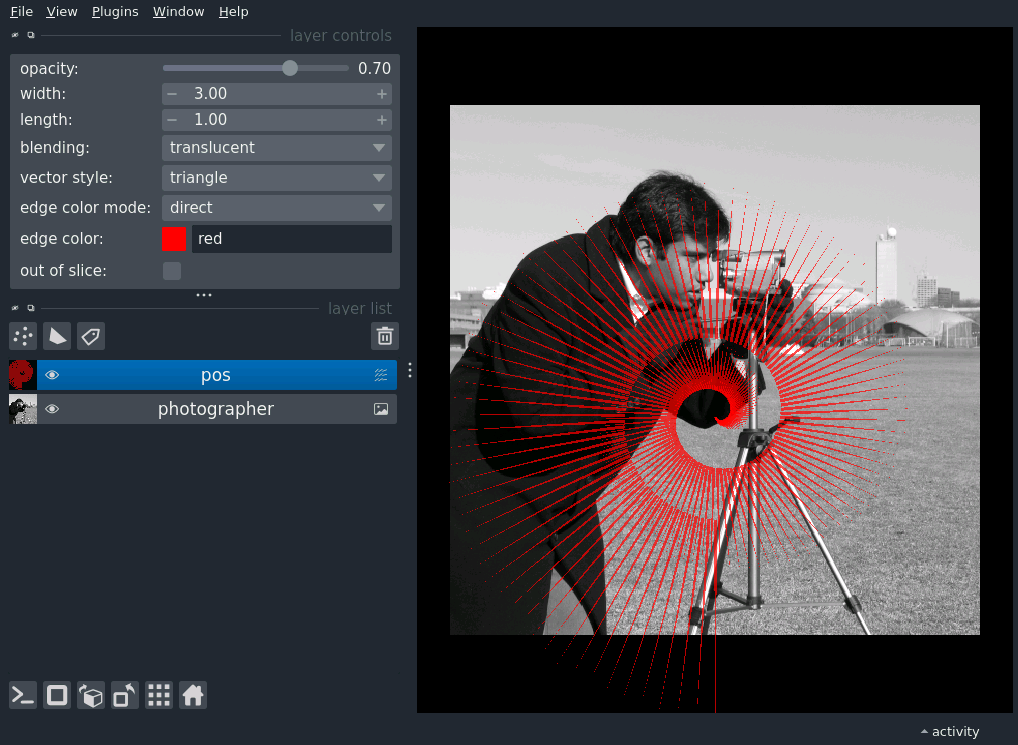 File View Plugins Window Help
layer controls
opacity: 0.70
width: 3.00
length: 1.00
blending: translucent
vector style: triangle
edge color mode: direct
edge color: red
out of slice:
layer list
pos
photographer
activity